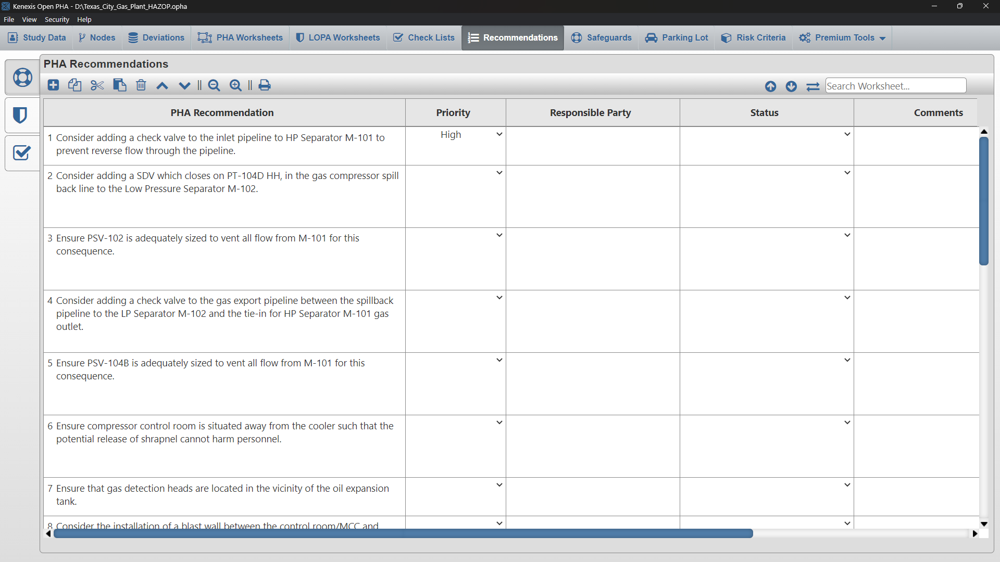 Kenexis Open PHA - D:\Texas_City_Gas_Plant_HAZOP.opha
File View Security Help
Study Data Nodes Deviations PHA Worksheets LOPA Worksheets Check Lists Recommendations Safeguards Parking Lot Risk Criteria Premium Tools
PHA Recommendations
Search Worksheet...
PHA Recommendation Priority Responsible Party Status Comments
1 Consider adding a check valve to the inlet pipeline to HP Separator M-101 to High
prevent reverse flow through the pipeline.
2 Consider adding a SDV which closes on PT-104D HH, in the gas compressor spill
back line to the Low Pressure Separator M-102.
3 Ensure PSV-102 is adequately sized to vent all flow from M-101 for this
consequence.
4 Consider adding a check valve to the gas export pipeline between the spillback
pipeline to the LP Separator M-102 and the tie-in for HP Separator M-101 gas
outlet.
5 Ensure PSV-104B is adequately sized to vent all flow from M-101 for this
consequence.
6 Ensure compressor control room is situated away from the cooler such that the
potential release of shrapnel cannot harm personnel.
7 Ensure that gas detection heads are located in the vicinity of the oil expansion
tank.
8 Consider the installation of a blast wall between the control room/MCC and